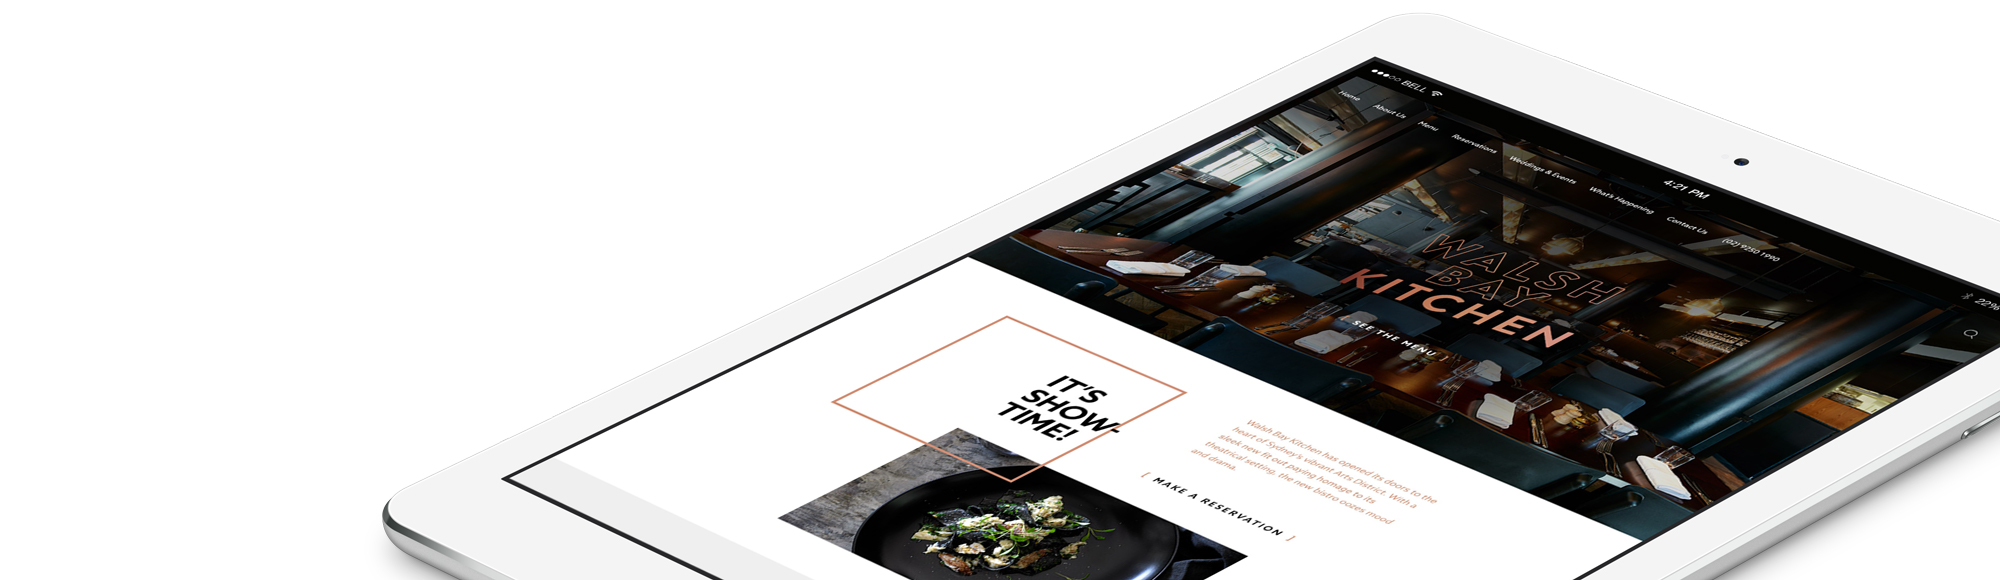 BELL
4:21 PM
22%
Home About Us Menu Reservations Weddings & Events What's Happening Contact Us (02) 9250 1990
WALSH
BAY
KITCHEN
SEE THE MENU ]
IT'S
SHOW-
TIME!
Walsh Bay Kitchen has opened its doors to the
heart of Sydney's vibrant Arts District. With a
sleek new fit out paying homage to its
theatrical setting, the new bistro oozes mood
and drama.
[ MAKE A RESERVATION ]